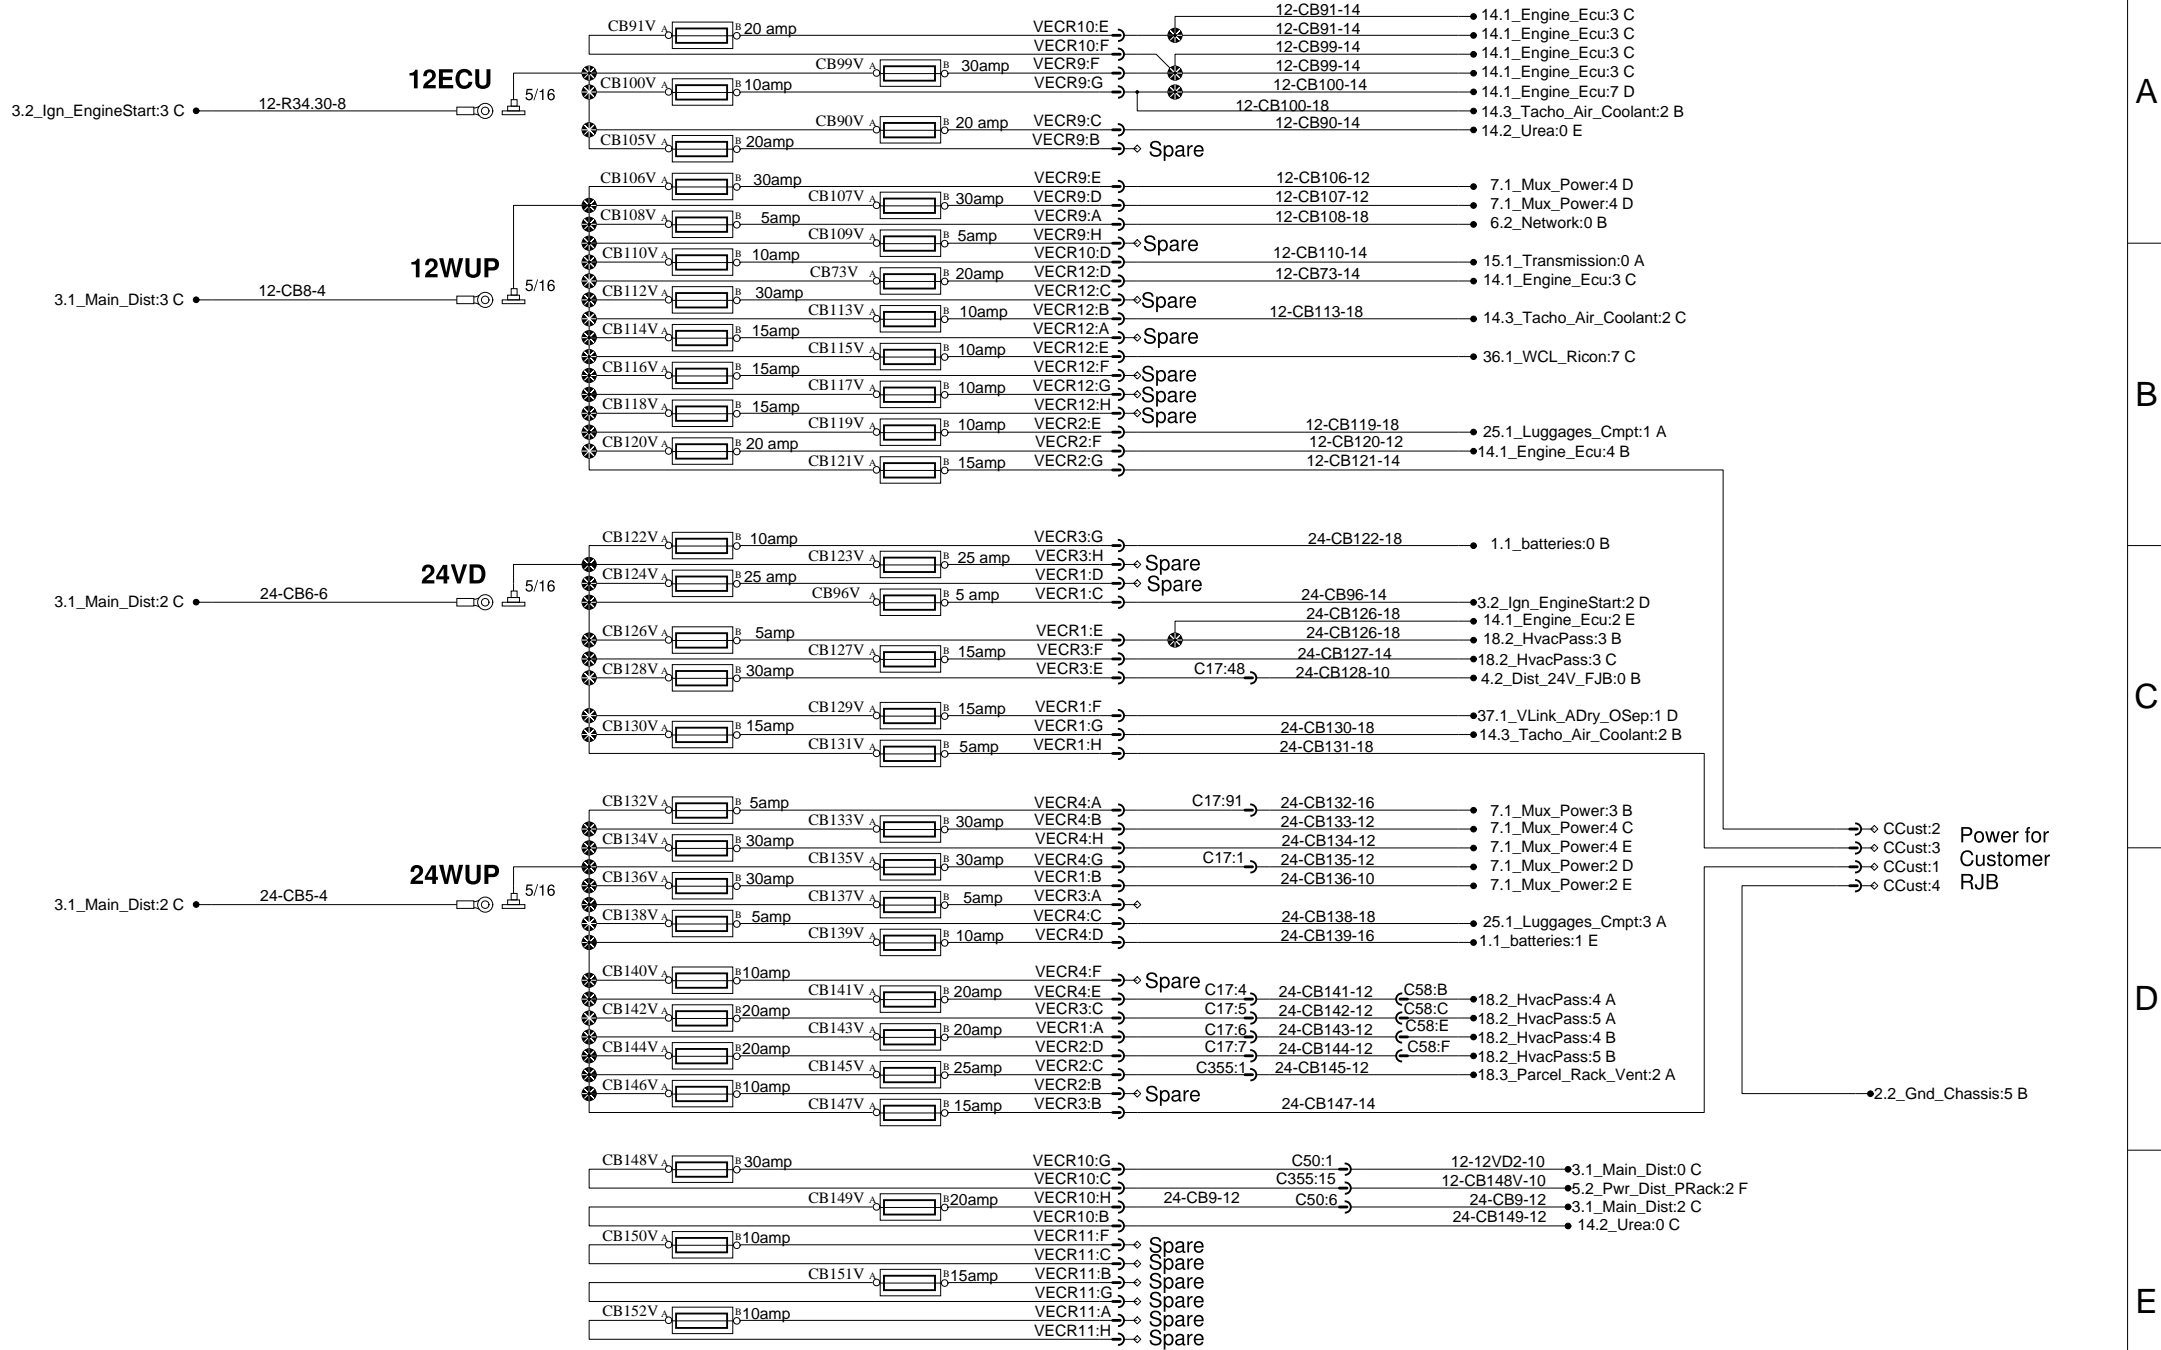 12-CB91-14 14.1_Engine_Ecu:3 C
CB91V A B 20 amp VECR10:E 12-CB91-14 14.1_Engine_Ecu:3 C
VECR10:F 12-CB99-14 14.1_Engine_Ecu:3 C
12ECU CB99V A B 30amp VECR9:F 12-CB99-14 14.1_Engine_Ecu:3 C
5/16 CB100V A B 10amp VECR9:G 12-CB100-14 14.1_Engine_Ecu:7 D
A
3.2_Ign_EngineStart:3 C 12-R34.30-8 12-CB100-18 14.3_Tacho_Air_Coolant:2 B
CB90V A B 20 amp VECR9:C 12-CB90-14 14.2_Urea:0 E
CB105V A B 20amp VECR9:B Spare
CB106V A B 30amp VECR9:E 12-CB106-12 7.1_Mux_Power:4 D
CB107V A B 30amp VECR9:D 12-CB107-12 7.1_Mux_Power:4 D
CB108V A B 5amp VECR9:A 12-CB108-18 6.2_Network:0 B
CB109V A B 5amp VECR9:H Spare
12WUP CB110V A B 10amp VECR10:D 12-CB110-14 15.1_Transmission:0 A
5/16 CB73V A B 20amp VECR12:D 12-CB73-14 14.1_Engine_Ecu:3 C
3.1_Main_Dist:3 C 12-CB8-4 CB112V A B 30amp VECR12:C Spare
CB113V A B 10amp VECR12:B 12-CB113-18 14.3_Tacho_Air_Coolant:2 C
CB114V A B 15amp VECR12:A Spare
CB115V A B 10amp VECR12:E 36.1_WCL_Ricon:7 C
CB116V A B 15amp VECR12:F Spare
CB117V A B 10amp VECR12:G Spare
B
CB118V A B 15amp VECR12:H Spare
CB119V A B 10amp VECR2:E 12-CB119-18 25.1_Luggages_Cmpt:1 A
CB120V A B 20 amp VECR2:F 12-CB120-12 14.1_Engine_Ecu:4 B
CB121V A B 15amp VECR2:G 12-CB121-14
CB122V A B 10amp VECR3:G 24-CB122-18 1.1_batteries:0 B
CB123V A B 25 amp VECR3:H Spare
24VD CB124V A B 25 amp VECR1:D Spare
5/16
3.1_Main_Dist:2 C 24-CB6-6 CB96V A B 5 amp VECR1:C 24-CB96-14 3.2_Ign_EngineStart:2 D
24-CB126-18 14.1_Engine_Ecu:2 E
CB126V A B 5amp VECR1:E 24-CB126-18 18.2_HvacPass:3 B
CB127V A B 15amp VECR3:F 24-CB127-14 18.2_HvacPass:3 C
CB128V A B 30amp VECR3:E C17:48 24-CB128-10 4.2_Dist_24V_FJB:0 B
C
CB129V A B 15amp VECR1:F 37.1_VLink_ADry_OSep:1 D
CB130V A B 15amp VECR1:G 24-CB130-18 14.3_Tacho_Air_Coolant:2 B
CB131V A B 5amp VECR1:H 24-CB131-18
CB132V A B 5amp VECR4:A C17:91 24-CB132-16 7.1_Mux_Power:3 B
CB133V A B 30amp VECR4:B 24-CB133-12 7.1_Mux_Power:4 C CCust:2 Power for
CB134V A B 30amp VECR4:H 24-CB134-12 7.1_Mux_Power:4 E CCust:3 Customer
24WUP CB135V A B 30amp VECR4:G C17:1 24-CB135-12 7.1_Mux_Power:2 D CCust:1 RJB
5/16 CB136V A B 30amp VECR1:B 24-CB136-10 7.1_Mux_Power:2 E CCust:4
3.1_Main_Dist:2 C 24-CB5-4 CB137V A B 5amp VECR3:A
CB138V A B 5amp VECR4:C 24-CB138-18 25.1_Luggages_Cmpt:3 A
CB139V A B 10amp VECR4:D 24-CB139-16 1.1_batteries:1 E
CB140V A B 10amp VECR4:F Spare
CB141V A B 20amp VECR4:E C17:4 24-CB141-12 C58:B 18.2_HvacPass:4 A
D
CB142V A B 20amp VECR3:C C17:5 24-CB142-12 C58:C 18.2_HvacPass:5 A
CB143V A B 20amp VECR1:A C17:6 24-CB143-12 C58:E 18.2_HvacPass:4 B
CB144V A B 20amp VECR2:D C17:7 24-CB144-12 C58:F 18.2_HvacPass:5 B
CB145V A B 25amp VECR2:C C355:1 24-CB145-12 18.3_Parcel_Rack_Vent:2 A
CB146V A B 10amp VECR2:B Spare 2.2_Gnd_Chassis:5 B
CB147V A B 15amp VECR3:B 24-CB147-14
CB148V A B 30amp VECR10:G C50:1 12-12VD2-10 3.1_Main_Dist:0 C
VECR10:C C355:15 12-CB148V-10 5.2_Pwr_Dist_PRack:2 F
CB149V A B 20amp VECR10:H 24-CB9-12 C50:6 24-CB9-12 3.1_Main_Dist:2 C
VECR10:B 24-CB149-12 14.2_Urea:0 C
CB150V A B 10amp VECR11:F Spare
VECR11:C Spare
CB151V A B 15amp VECR11:B Spare
VECR11:G Spare
E
CB152V A B 10amp VECR11:A Spare
VECR11:H Spare